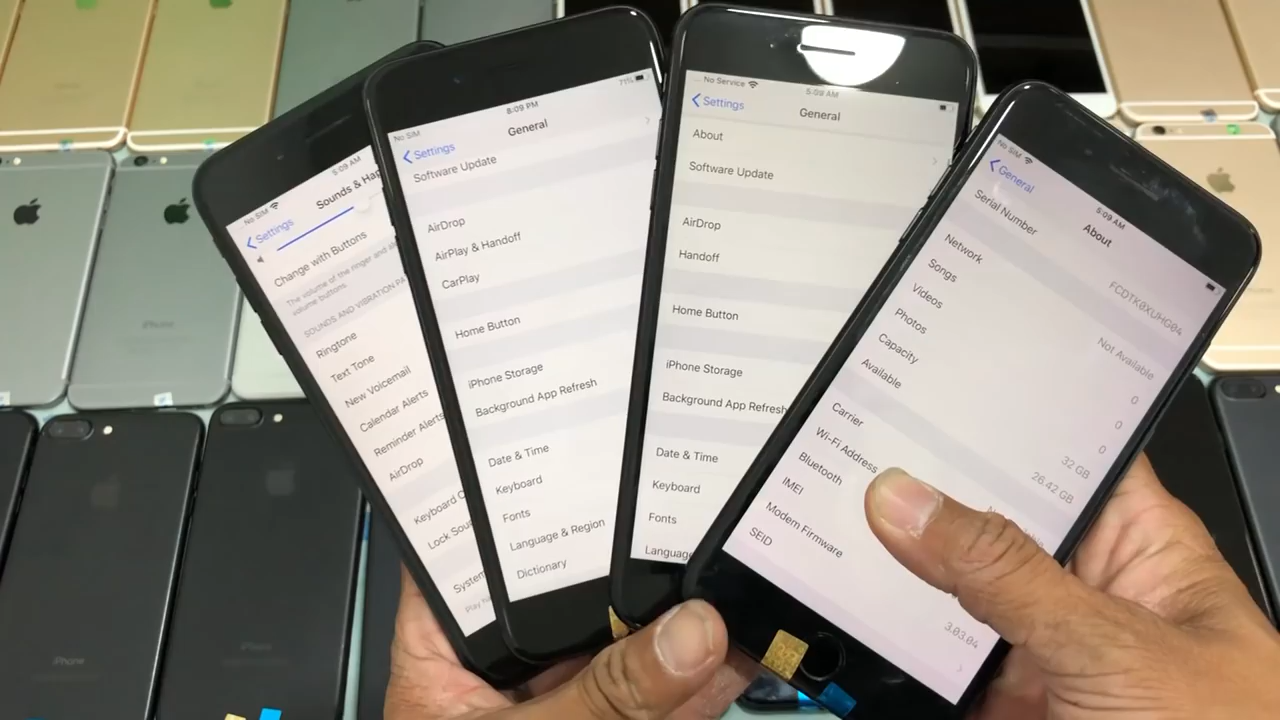 No SIM
5:09 AM
Settings
Sounds & Hap
Change with Buttons
The volume of the ringer and
volume buttons
SOUNDS AND VIBRATION PA
Ringtone
Text Tone
New Voicemail
Calendar Alerts
Reminder Alerts
AirDrop
Keyboard C
Lock Sou
System
No SIM
8:09 PM
71%
Settings
General
Software Update
AirDrop
AirPlay & Handoff
CarPlay
Home Button
iPhone Storage
Background App Refresh
Date & Time
Keyboard
Fonts
Language & Region
Dictionary
No Service
5:09 AM
Settings
General
About
Software Update
AirDrop
Handoff
Home Button
iPhone Storage
Background App Refresh
Date & Time
Keyboard
Fonts
Language
No SIM
5:09 AM
General
About
Serial Number FCDTK0XUHG04
Network Not Available
Songs 0
Videos 0
Photos 0
Capacity 32 GB
Available 26.42 GB
Carrier
Wi-Fi Address
Bluetooth
IMEI
Modem Firmware 3.03.04
SEID
iPhone
iPhone